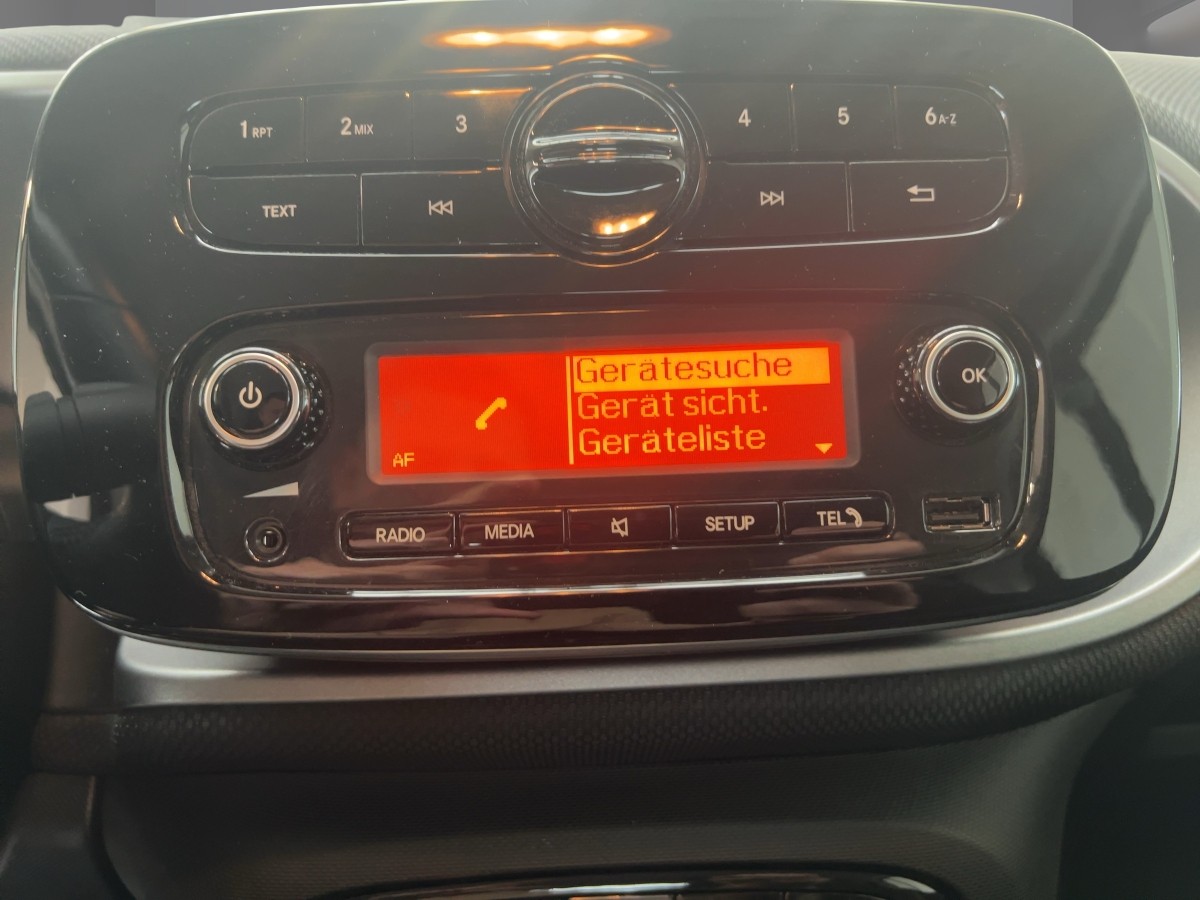 1 RPT 2 MIX 3 4 5 6 A-Z
TEXT
Gerätesuche
Gerät sicht.
Geräteliste
AF
OK
RADIO MEDIA SETUP TEL